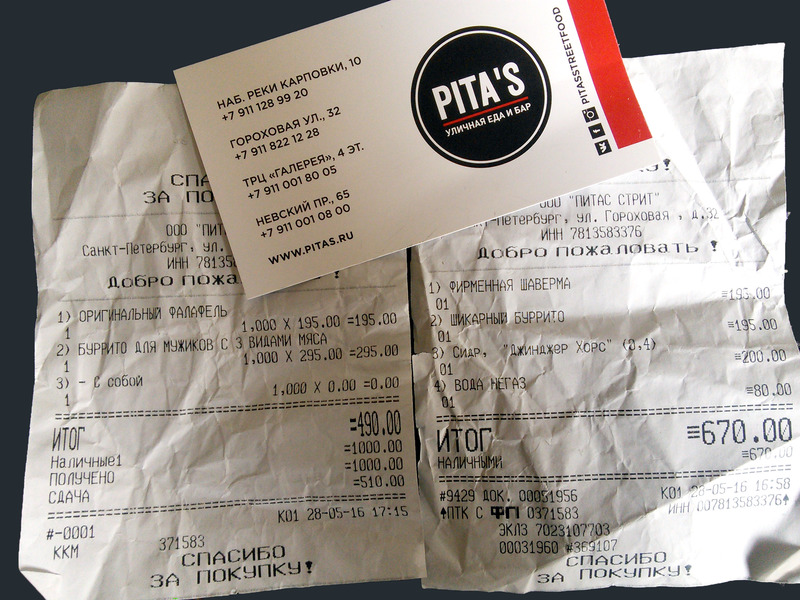 НАБ. РЕКИ КАРПОВКИ, 10
+7 911 128 99 20
ГОРОХОВАЯ УЛ., 32
+7 911 822 12 28
ТРЦ «ГАЛЕРЕЯ», 4 ЭТ.
+7 911 001 80 05
НЕВСКИЙ ПР., 65
+7 911 001 08 00
WWW.PITAS.RU
PITA'S
УЛИЧНАЯ ЕДА И БАР
PITASSTREETFOOD
ЗА ПО
ООО "ПИТ
Санкт-Петербург, ул.
ИНН 78135
Добро пожа !
1) ОРИГИНАЛЬНЫЙ ФАЛАФЕЛЬ
1 1,000 X 195.00 =195.00
2) БУРРИТО ДЛЯ МУЖИКОВ С 3 ВИДАМИ МЯСА
1 1,000 X 295.00 =295.00
3) - С собой
1 1,000 X 0.00 =0.00
ИТОГ ≡490.00
Наличные1 ≡1000.00
ПОЛУЧЕНО ≡1000.00
СДАЧА ≡510.00
К01 28-05-16 17:15
#-0001
ККМ 371583
СПАСИБО
ЗА ПОКУПКУ!
ООО "ПИТАС СТРИТ"
-Петербург, ул. Гороховая , д.32
ИНН 7813583376
Добро пожаловать !
1) ФИРМЕННАЯ ШАВЕРМА
01 ≡195.00
2) ШИКАРНЫЙ БУРРИТО
01 ≡195.00
3) Сидр, "Джинджер Хорс" (0,4)
01 ≡200.00
4) ВОДА НЕГАЗ
01 ≡80.00
ИТОГ ≡670.00
НАЛИЧНЫМИ ≡670.00
#9429 ДОК. 00051956 К01 28-05-16 16:58
ПТК С ФП 0371583 ИНН 007813583376
ЭКЛЗ 7023107703
00031960 #369107
СПАСИБО
ЗА ПОКУПКУ!